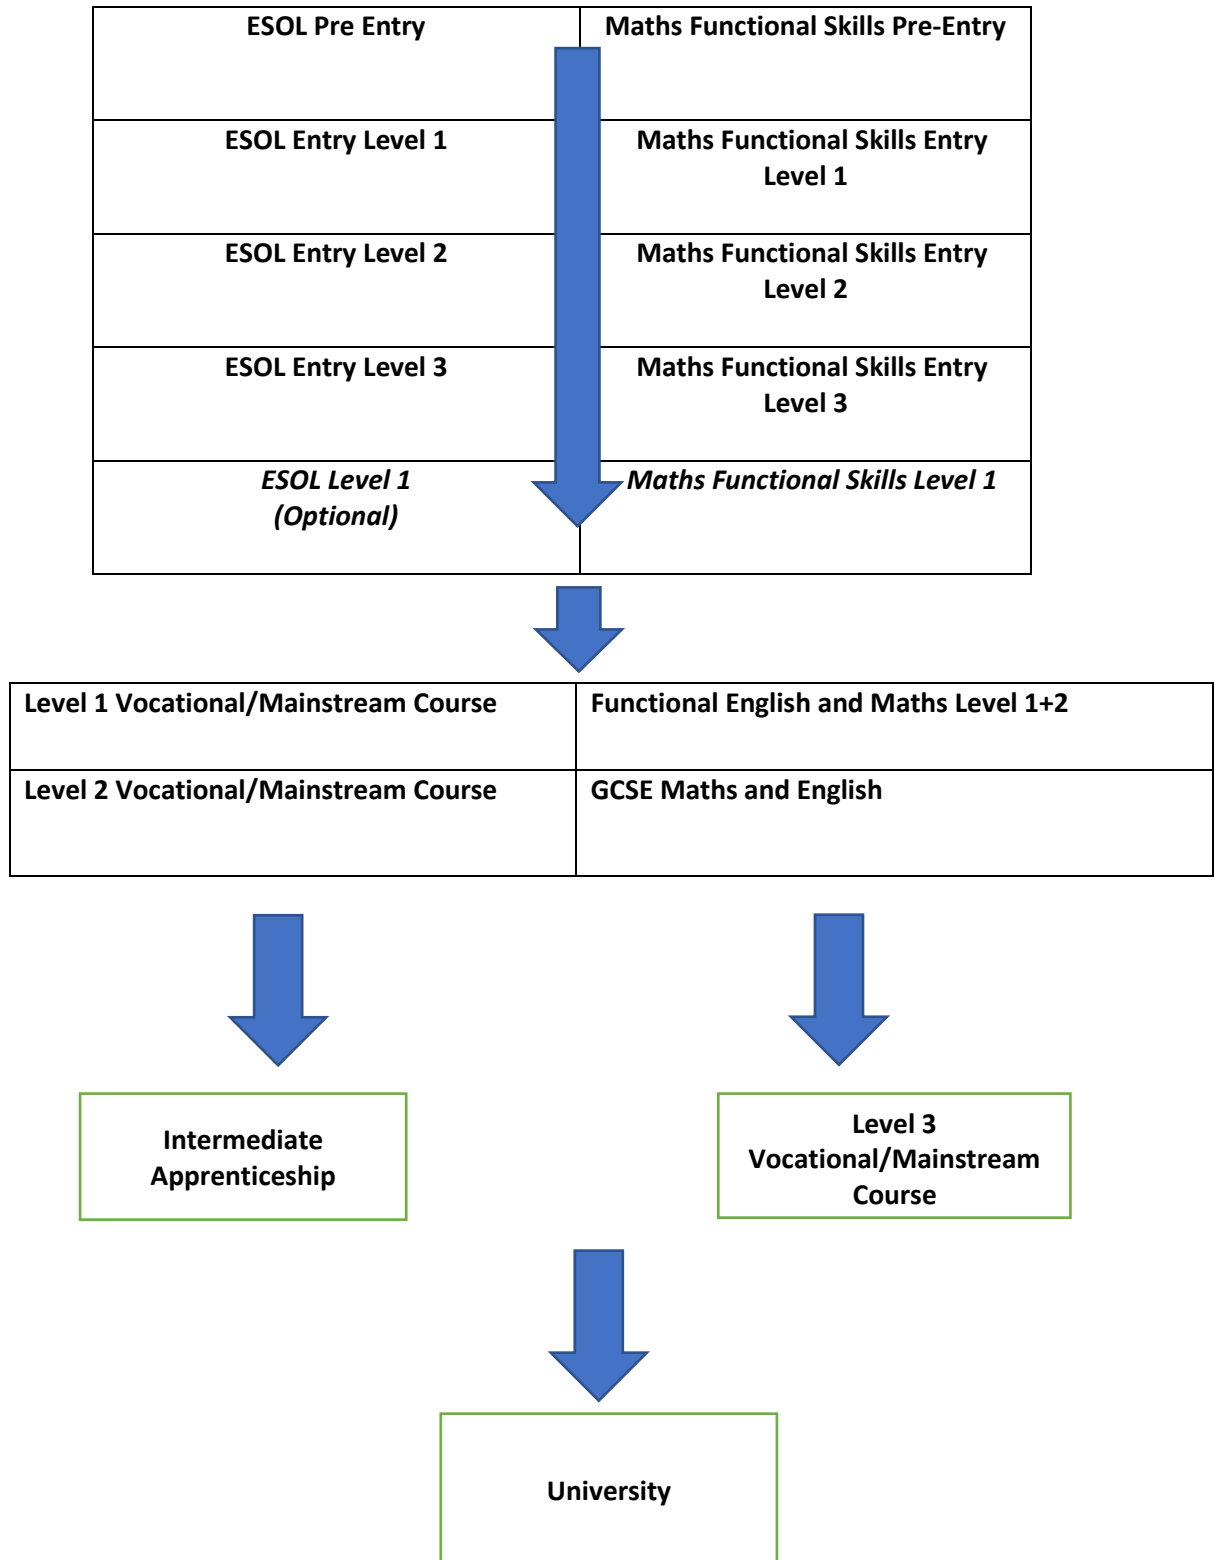 ESOL Pre Entry
Maths Functional Skills Pre-Entry
ESOL Entry Level 1
Maths Functional Skills Entry
Level 1
ESOL Entry Level 2
Maths Functional Skills Entry
Level 2
ESOL Entry Level 3
Maths Functional Skills Entry
Level 3
ESOL Level 1
(Optional)
Maths Functional Skills Level 1
Level 1 Vocational/Mainstream Course
Functional English and Maths Level 1+2
Level 2 Vocational/Mainstream Course
GCSE Maths and English
Intermediate
Apprenticeship
Level 3
Vocational/Mainstream
Course
University